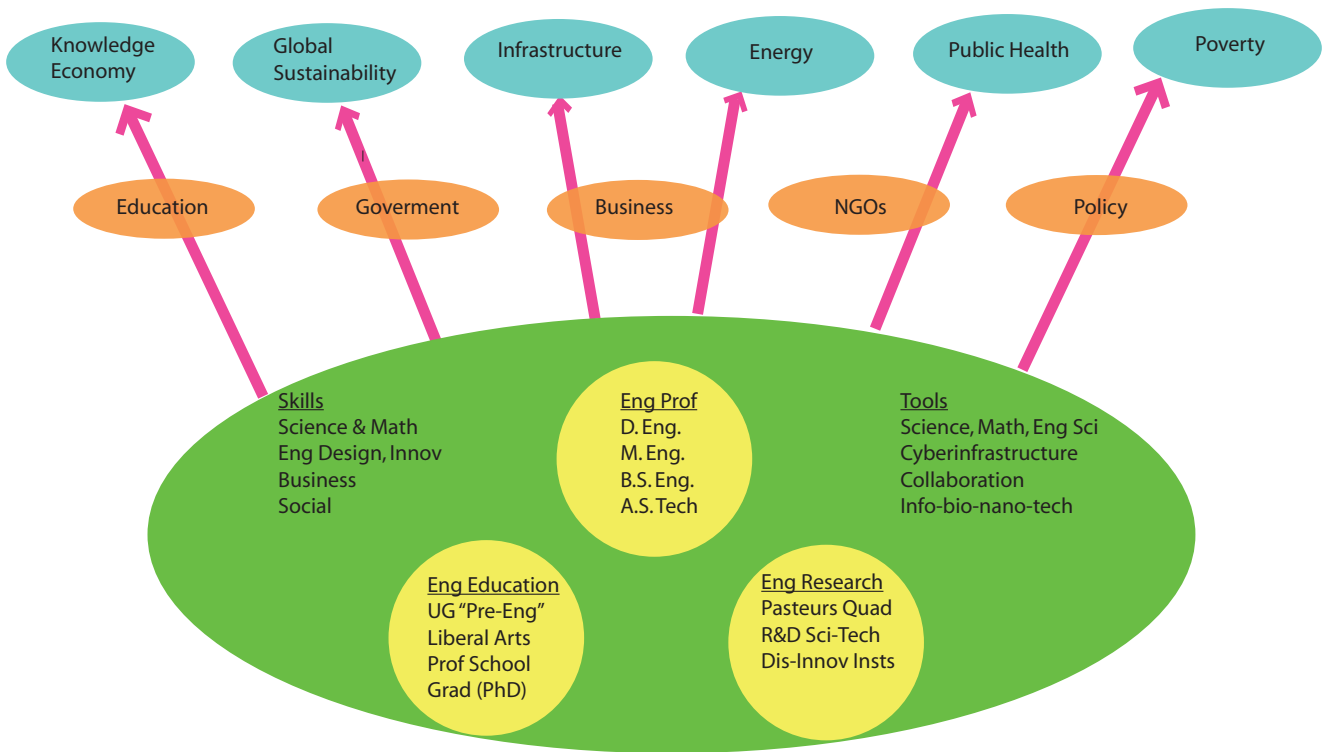 Knowledge
Economy
Global
Sustainability
Infrastructure
Energy
Public Health
Poverty
Education
Goverment
Business
NGOs
Policy
Skills
Science & Math
Eng Design, Innov
Business
Social
Eng Prof
D. Eng.
M. Eng.
B.S. Eng.
A.S. Tech
Tools
Science, Math, Eng Sci
Cyberinfrastructure
Collaboration
Info-bio-nano-tech
Eng Education
UG “Pre-Eng”
Liberal Arts
Prof School
Grad (PhD)
Eng Research
Pasteurs Quad
R&D Sci-Tech
Dis-Innov Insts